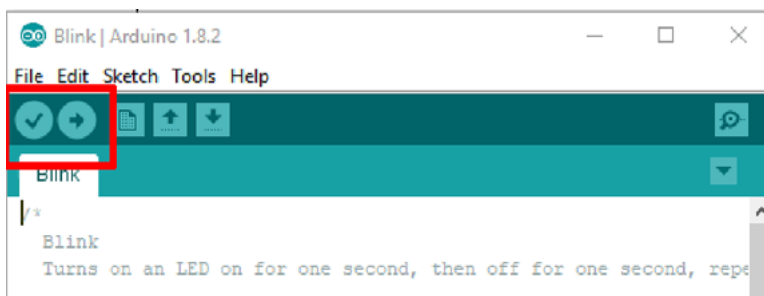 Blink | Arduino 1.8.2
File Edit Sketch Tools Help
Blink
/*
Blink
Turns on an LED on for one second, then off for one second, repe